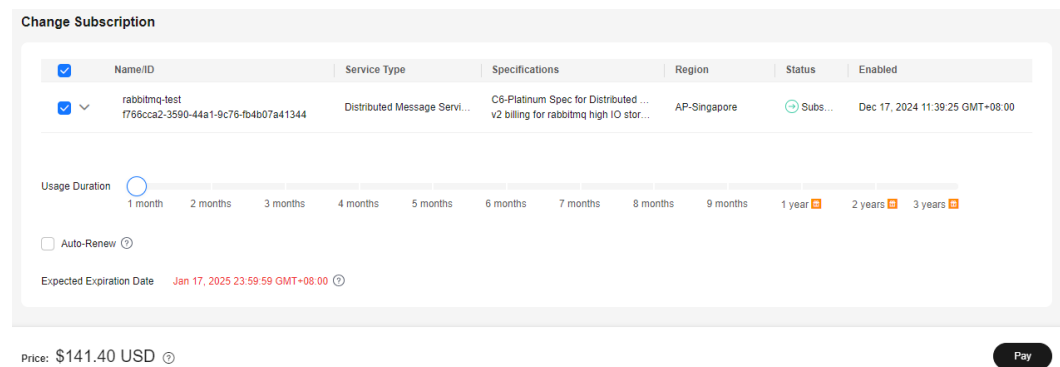 Change Subscription
Name/ID Service Type Specifications Region Status Enabled
rabbitmq-test
f766cca2-3590-44a1-9c76-fb4b07a41344
Distributed Message Servi...
C6-Platinum Spec for Distributed ...
v2 billing for rabbitmq high IO stor...
AP-Singapore
Subs...
Dec 17, 2024 11:39:25 GMT+08:00
Usage Duration
1 month 2 months 3 months 4 months 5 months 6 months 7 months 8 months 9 months 1 year 2 years 3 years
Auto-Renew
Expected Expiration Date Jan 17, 2025 23:59:59 GMT+08:00
Price: $141.40 USD
Pay